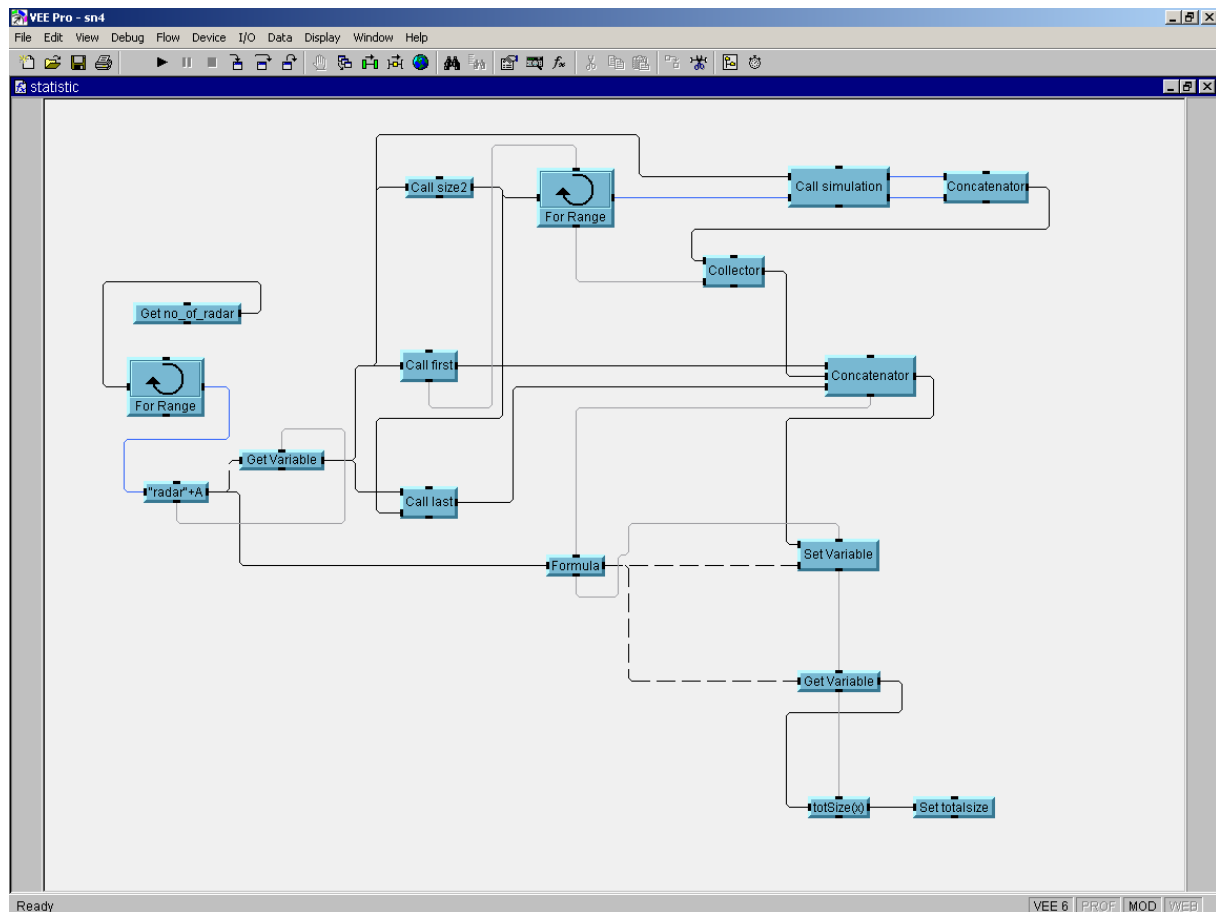 VEE Pro - sn4
File Edit View Debug Flow Device I/O Data Display Window Help
statistic
Call size2
For Range
Call simulation
Concatenator
Collector
Get no_of_radar
For Range
Call first
Concatenator
Get Variable
"radar"+A
Call last
Formula
Set Variable
Get Variable
totSize(x)
Set totalsize
Ready VEE 6 PROF MOD WEB